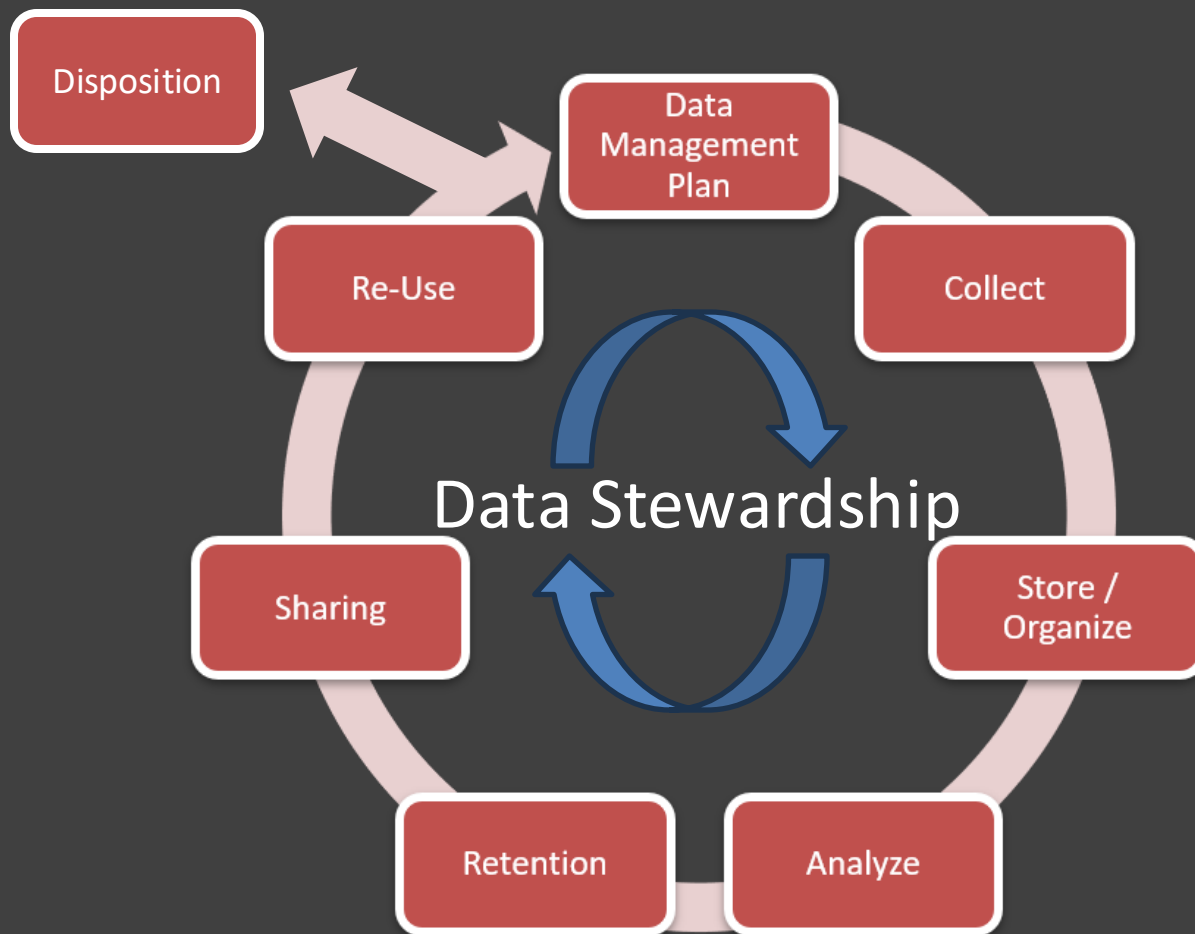 Disposition
Data
Management
Plan
Re-Use
Collect
Data Stewardship
Sharing
Store /
Organize
Retention
Analyze